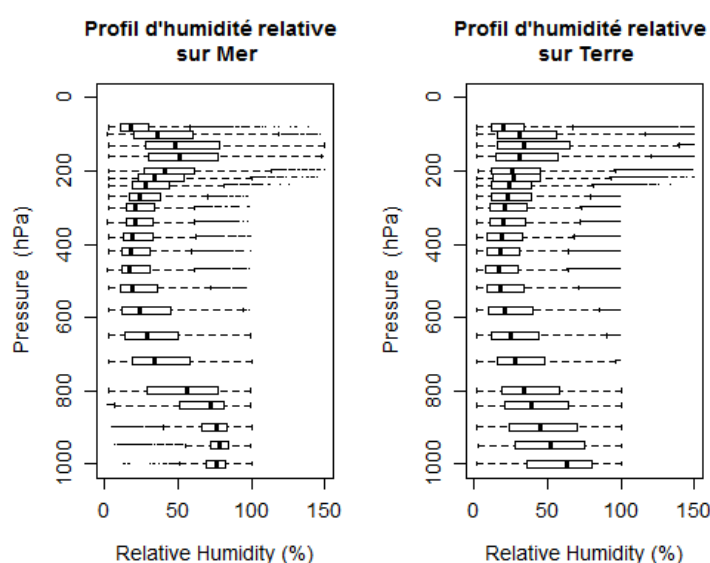 Profil d'humidité relative
sur Mer
0
200
400
600
800
1000
Pressure (hPa)
0 50 100 150
Relative Humidity (%)
Profil d'humidité relative
sur Terre
0
200
400
600
800
1000
Pressure (hPa)
0 50 100 150
Relative Humidity (%)